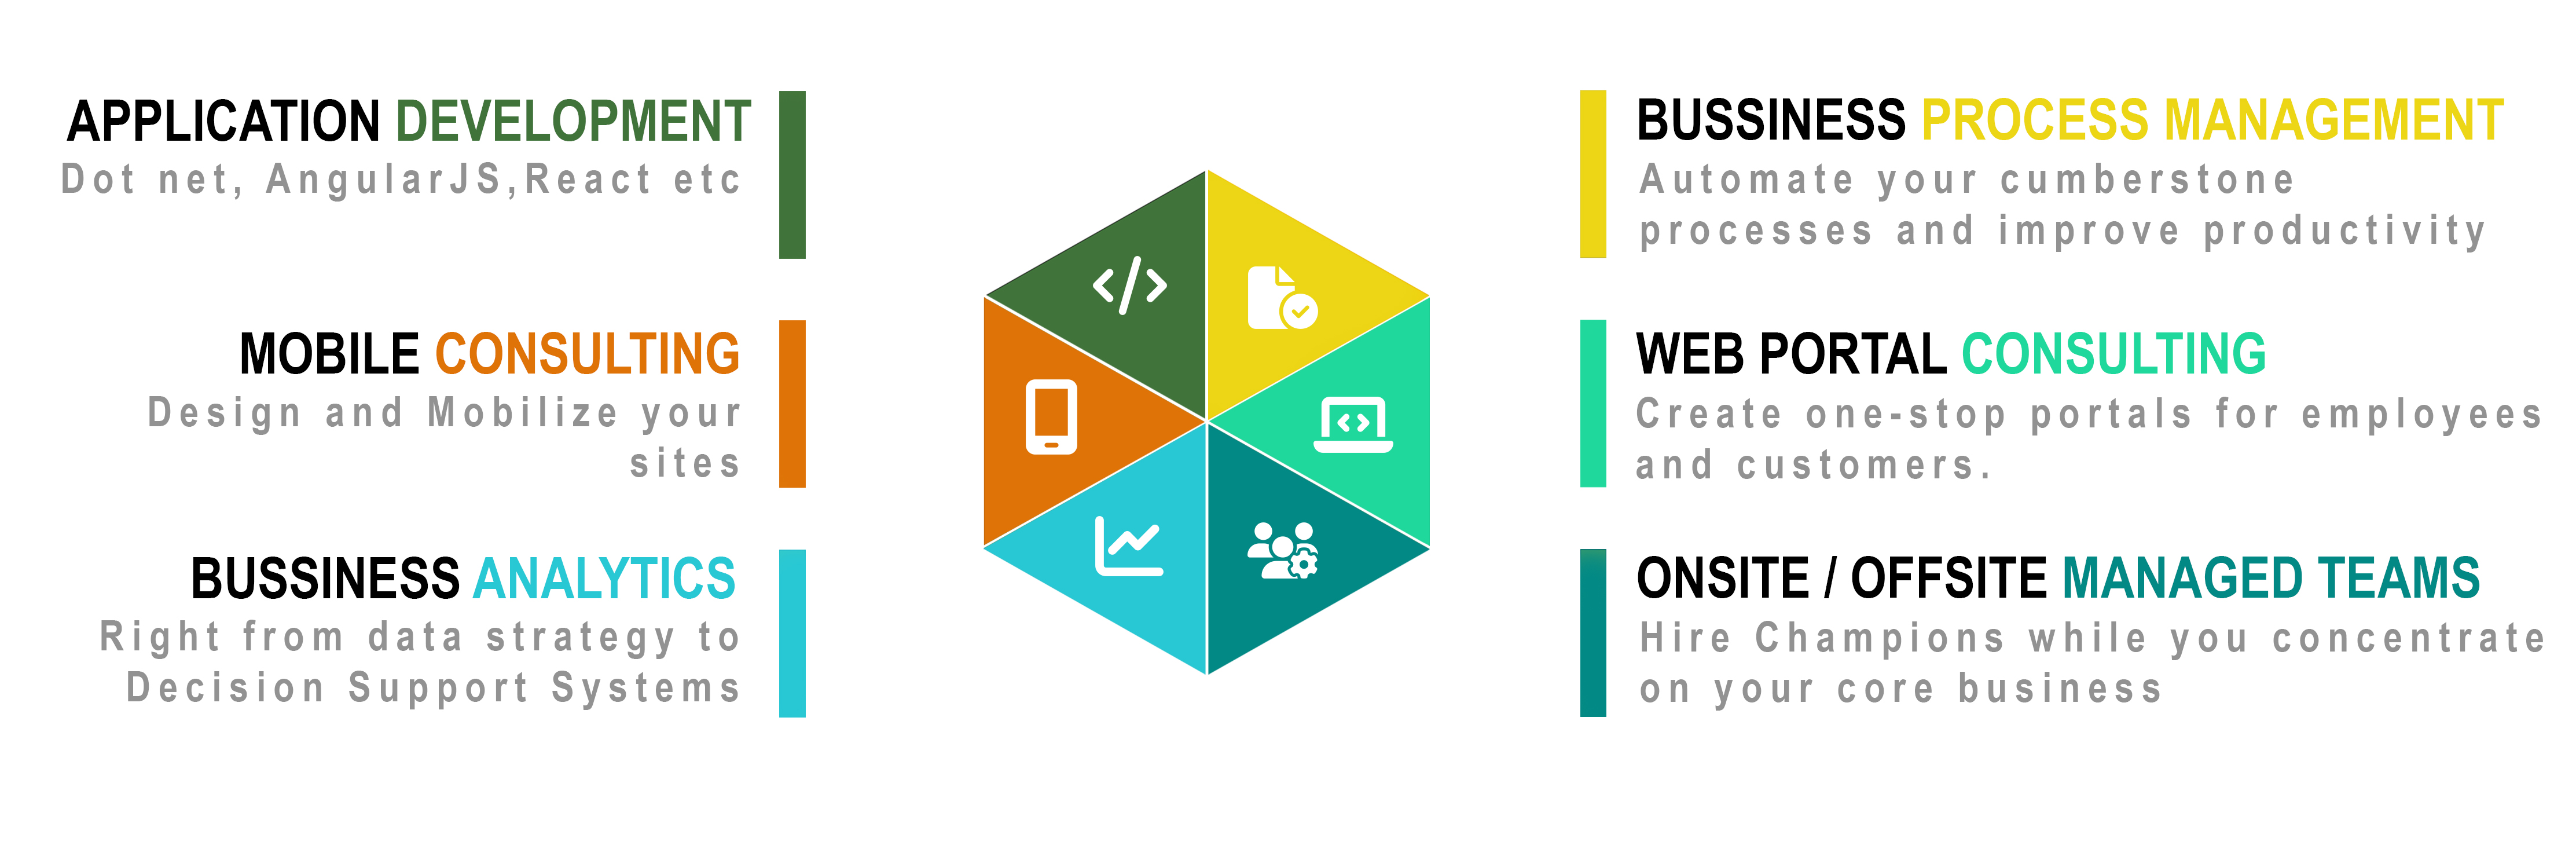 APPLICATION DEVELOPMENT
Dot net, AngularJS,React etc
MOBILE CONSULTING
Design and Mobilize your
sites
BUSSINESS ANALYTICS
Right from data strategy to
Decision Support Systems
BUSSINESS PROCESS MANAGEMENT
Automate your cumberstone
processes and improve productivity
WEB PORTAL CONSULTING
Create one-stop portals for employees
and customers.
ONSITE / OFFSITE MANAGED TEAMS
Hire Champions while you concentrate
on your core business